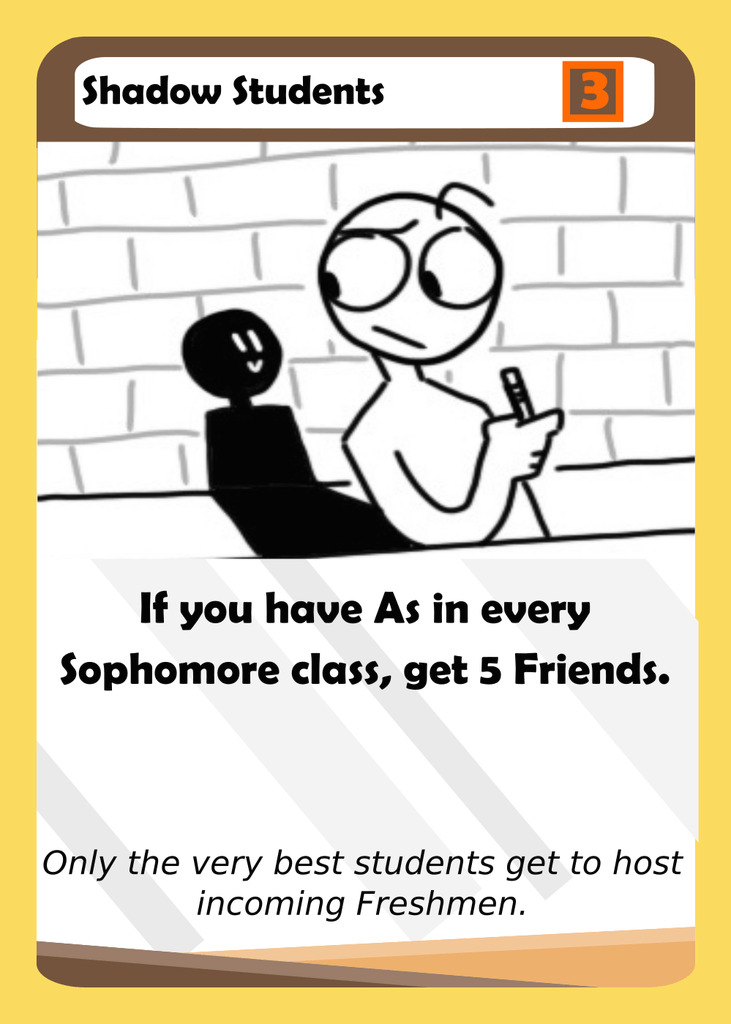 Shadow Students
3
If you have As in every
Sophomore class, get 5 Friends.
Only the very best students get to host
incoming Freshmen.